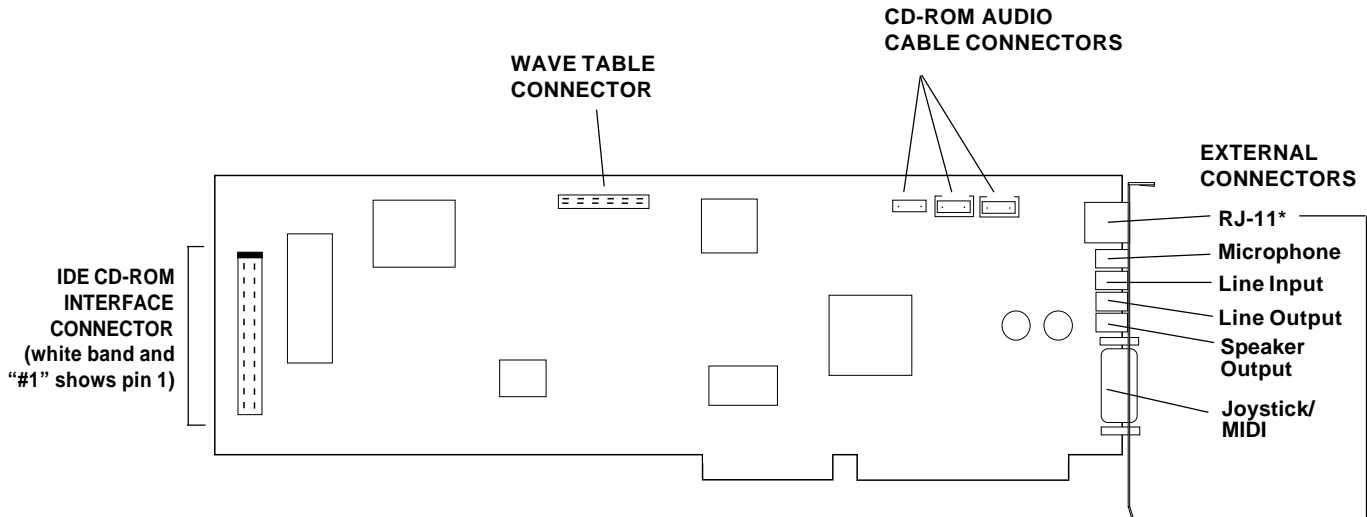 CD-ROM AUDIO
CABLE CONNECTORS
WAVE TABLE
CONNECTOR
EXTERNAL
CONNECTORS
RJ-11*
Microphone
Line Input
Line Output
Speaker
Output
Joystick/
MIDI
IDE CD-ROM
INTERFACE
CONNECTOR
(white band and
“#1” shows pin 1)